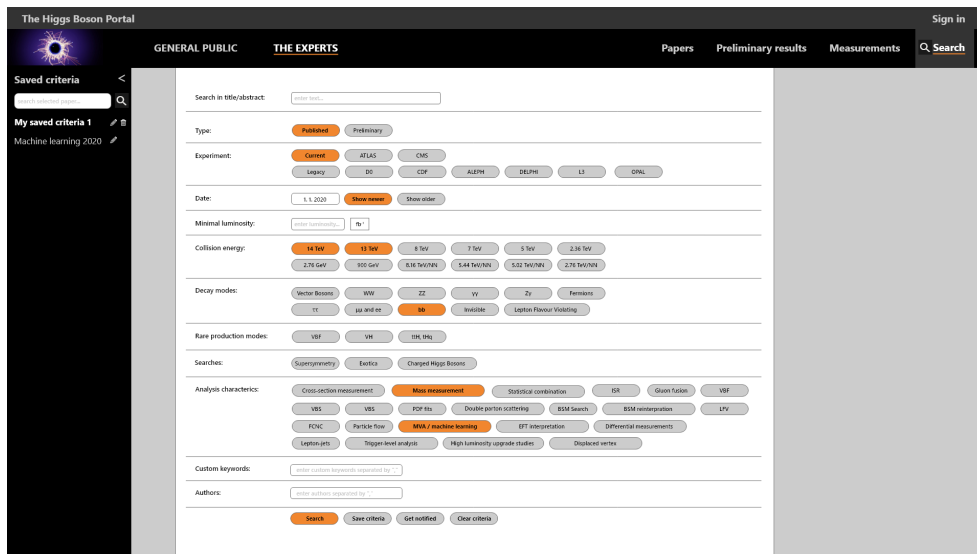 The Higgs Boson Portal
Sign in
GENERAL PUBLIC THE EXPERTS Papers Preliminary results Measurements Search
Saved criteria <
search selected paper...
My saved criteria 1
Machine learning 2020
Search in title/abstract: enter text...
Type: Published Preliminary
Experiment: Current ATLAS CMS
Legacy D0 CDF ALEPH DELPHI L3 OPAL
Date: 1. 1. 2020 Show newer Show older
Minimal luminosity: enter luminosity... fb⁻¹
Collision energy: 14 TeV 13 TeV 8 TeV 7 TeV 5 TeV 2.36 TeV
2.76 GeV 900 GeV 8.16 TeV/NN 5.44 TeV/NN 5.02 TeV/NN 2.76 TeV/NN
Decay modes: Vector Bosons WW ZZ γγ Zγ Fermions
ττ μμ and ee bb Invisible Lepton Flavour Violating
Rare production modes: VBF VH ttH, tHq
Searches: Supersymmetry Exotica Charged Higgs Bosons
Analysis characterics: Cross-section measurement Mass measurement Statistical combination ISR Gluon fusion VBF
VBS VBS PDF fits Double parton scattering BSM Search BSM reinterpration LFV
FCNC Particle flow MVA / machine learning EFT interpretation Differential measurements
Lepton-jets Trigger-level analysis High luminosity upgrade studies Displaced vertex
Custom keywords: enter custom keywords separated by ","
Authors: enter authors separated by ","
Search Save criteria Get notified Clear criteria